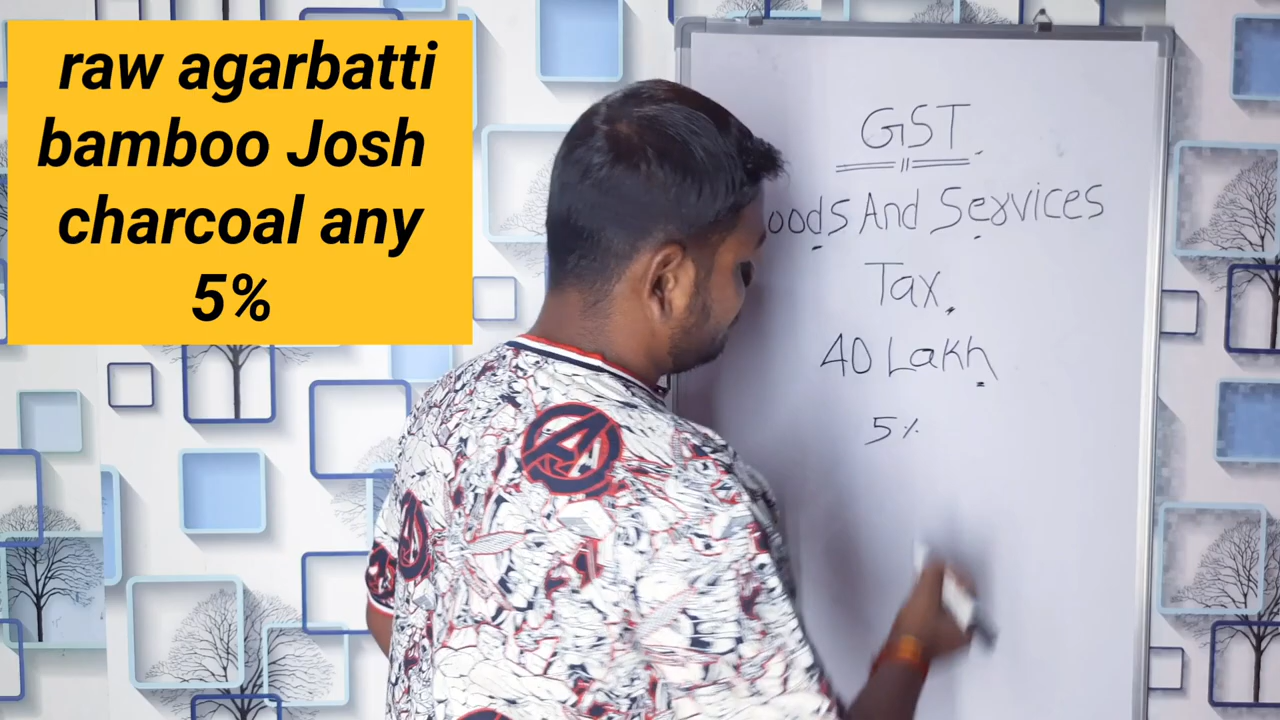 raw agarbatti
bamboo Josh
charcoal any
5%
GST
oods And Services
Tax.
40 Lakh
5%